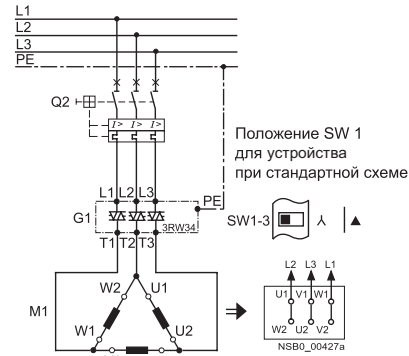 L1
L2
L3
PE
Q2
I> I> I>
Положение SW 1
для устройства
при стандартной схеме
L1 L2 L3
PE
G1
3RW34
SW1-3
T1 T2 T3
L2 L3 L1
W2 U1
U1 V1 W1
M1
W1 U2
W2 U2 V2
NSB0_00427a